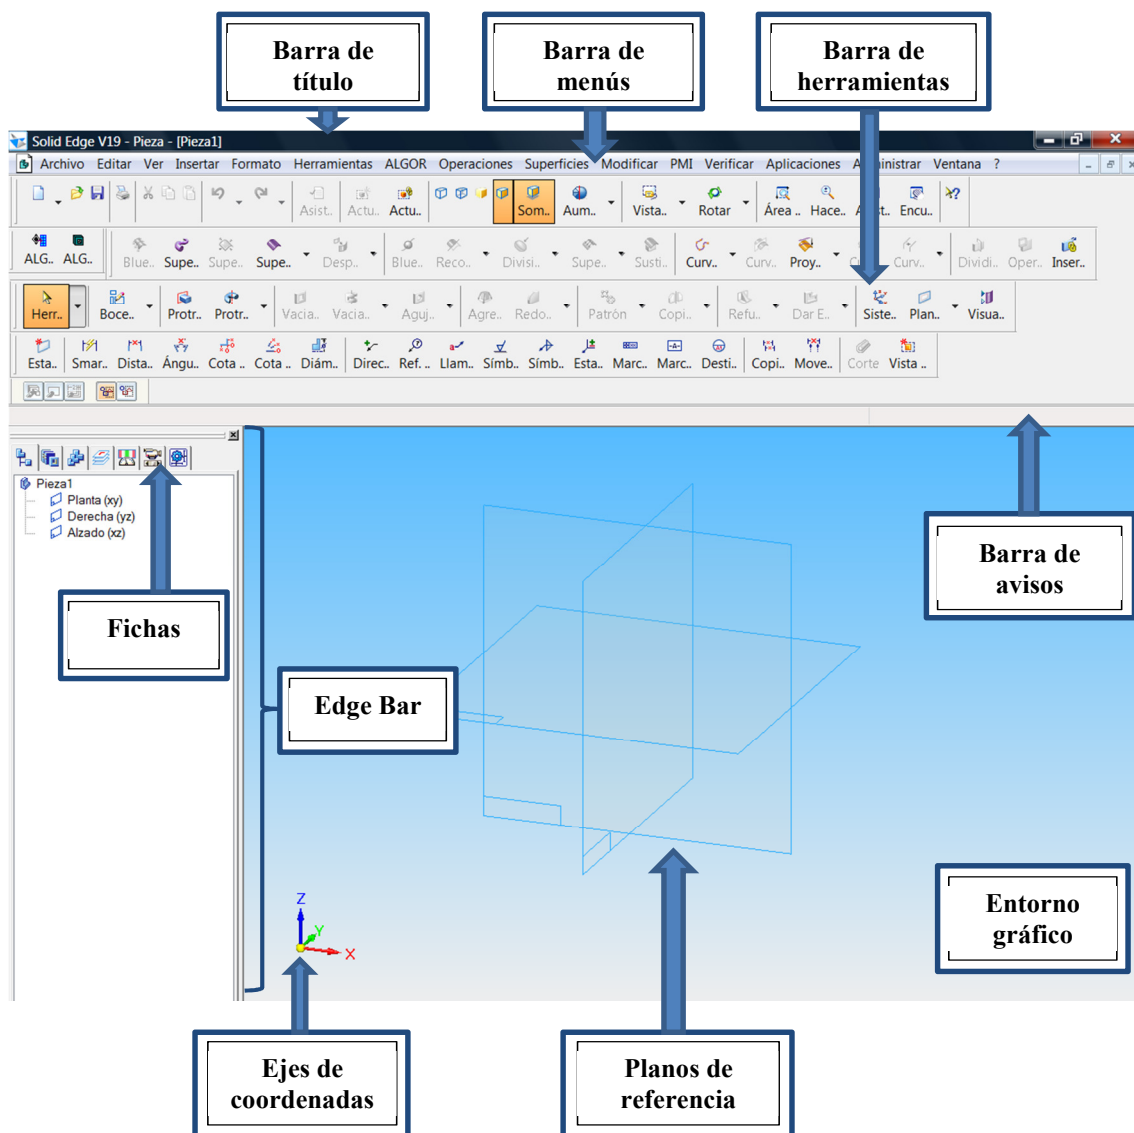 Barra de
título
Barra de
menús
Barra de
herramientas
Solid Edge V19 - Pieza - [Pieza1]
Archivo Editar Ver Insertar Formato Herramientas ALGOR Operaciones Superficies Modificar PMI Verificar Aplicaciones Ventana ?
Asist.. Actu.. Actu.. Som.. Aum.. Vista.. Rotar Área .. Hace.. Encu..
ALG.. ALG.. Blue.. Supe.. Supe.. Supe.. Desp.. Blue.. Reco.. Divisi.. Supe.. Susti.. Curv.. Curv.. Proy.. Curv.. Dividi.. Oper.. Inser..
Herr.. Boce.. Protr.. Protr.. Vacia.. Vacia.. Aguj.. Agre.. Redo.. Patrón Copi.. Refu.. Dar E.. Siste.. Plan.. Visua..
Esta.. Smar.. Dista.. Ángu.. Cota .. Cota .. Diám.. Direc.. Ref. .. Llam.. Símb.. Símb.. Esta.. Marc.. Marc.. Desti.. Copi.. Move.. Corte Vista ..
Pieza1
Planta (xy)
Derecha (yz)
Alzado (xz)
Barra de
avisos
Fichas
Edge Bar
Entorno
gráfico
Z
Y
X
Ejes de
coordenadas
Planos de
referencia